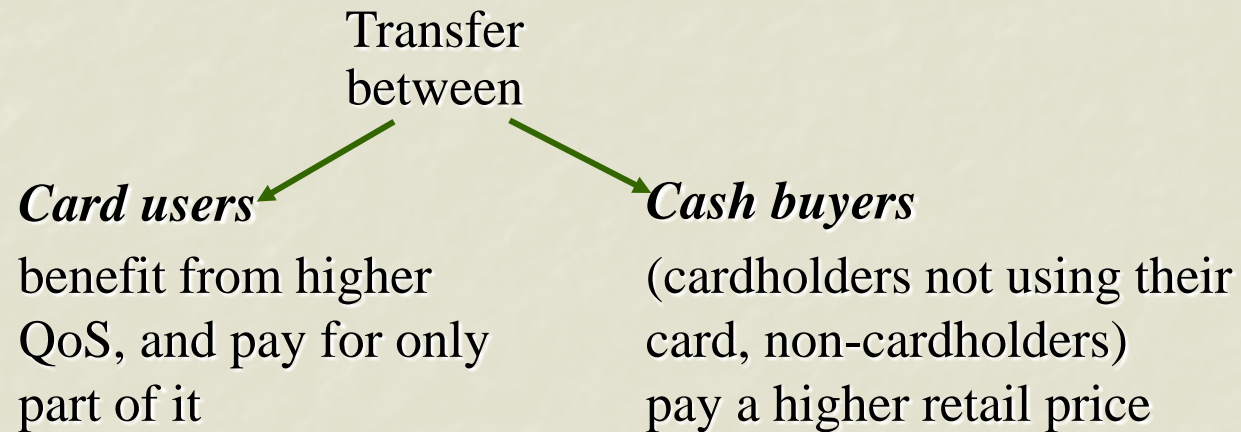 Transfer
between
Card users
benefit from higher
QoS, and pay for only
part of it
Cash buyers
(cardholders not using their
card, non-cardholders)
pay a higher retail price